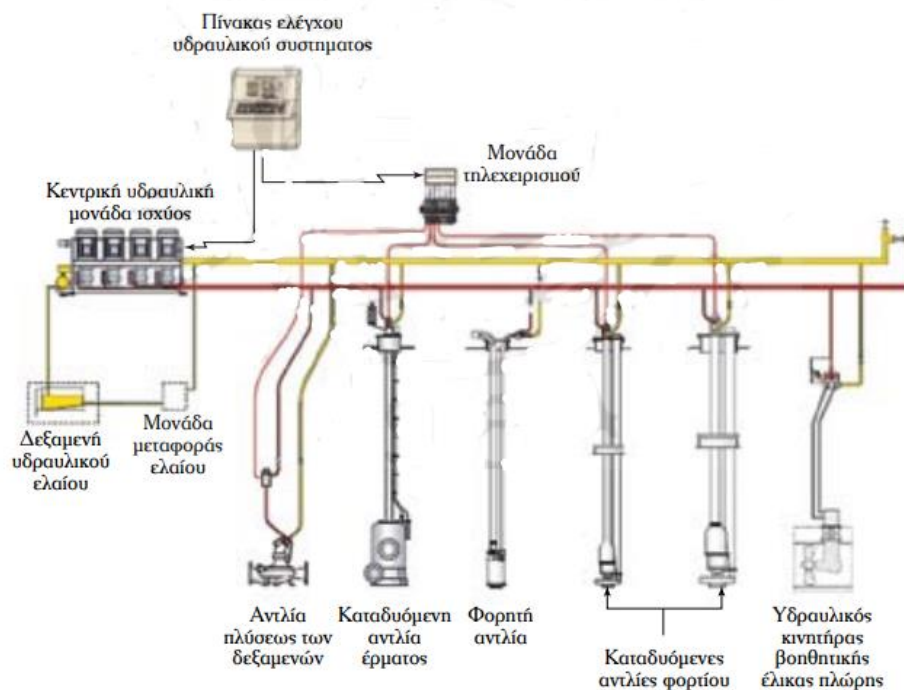 Πίνακας ελέγχου
υδραυλικού συστηματος
Μονάδα
τηλεχειρισμού
Κεντρική υδραυλική
μονάδα ισχύος
Δεξαμενή
υδραυλικού
ελαίου
Μονάδα
μεταφοράς
ελαίου
Αντλία
πλύσεως των
δεξαμενών
Καταδυόμενη
αντλία
έρματος
Φορητή
αντλία
Καταδυόμενες
αντλίες φορτίου
Υδραυλικός
κινητήρας
βοηθητικής
έλικας πλώρης